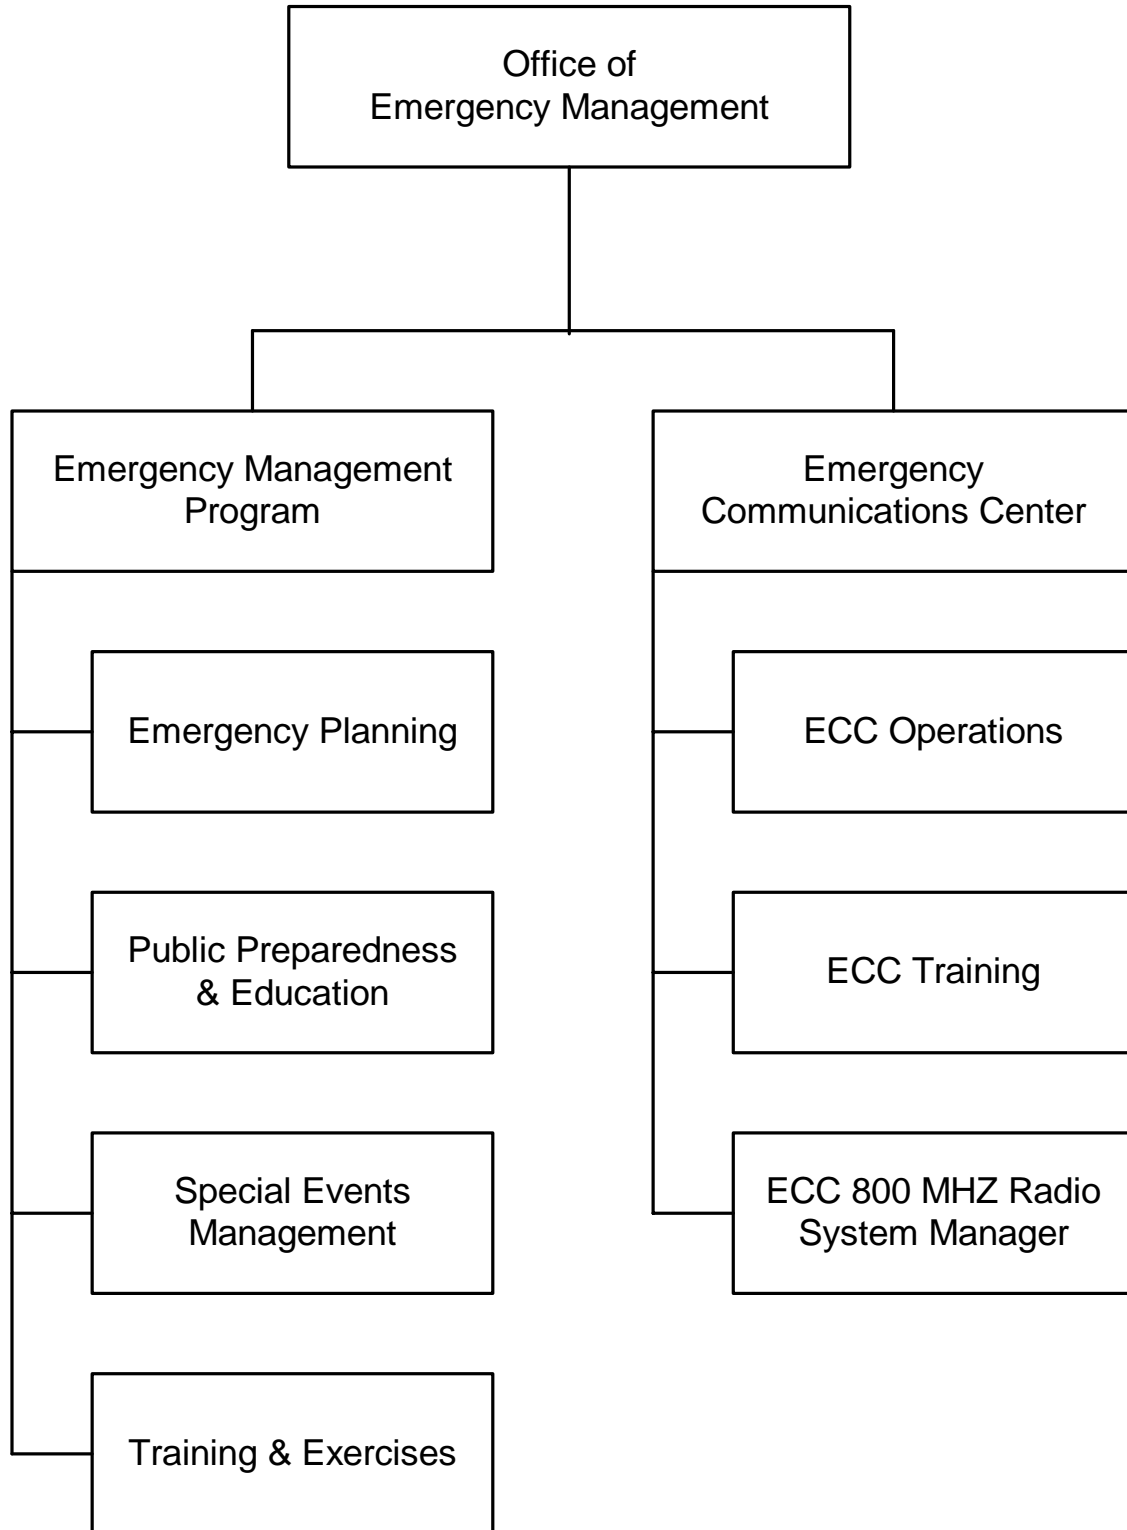 Office of
Emergency Management
Emergency Management
Program
Emergency
Communications Center
Emergency Planning
ECC Operations
Public Preparedness
& Education
ECC Training
Special Events
Management
ECC 800 MHZ Radio
System Manager
Training & Exercises